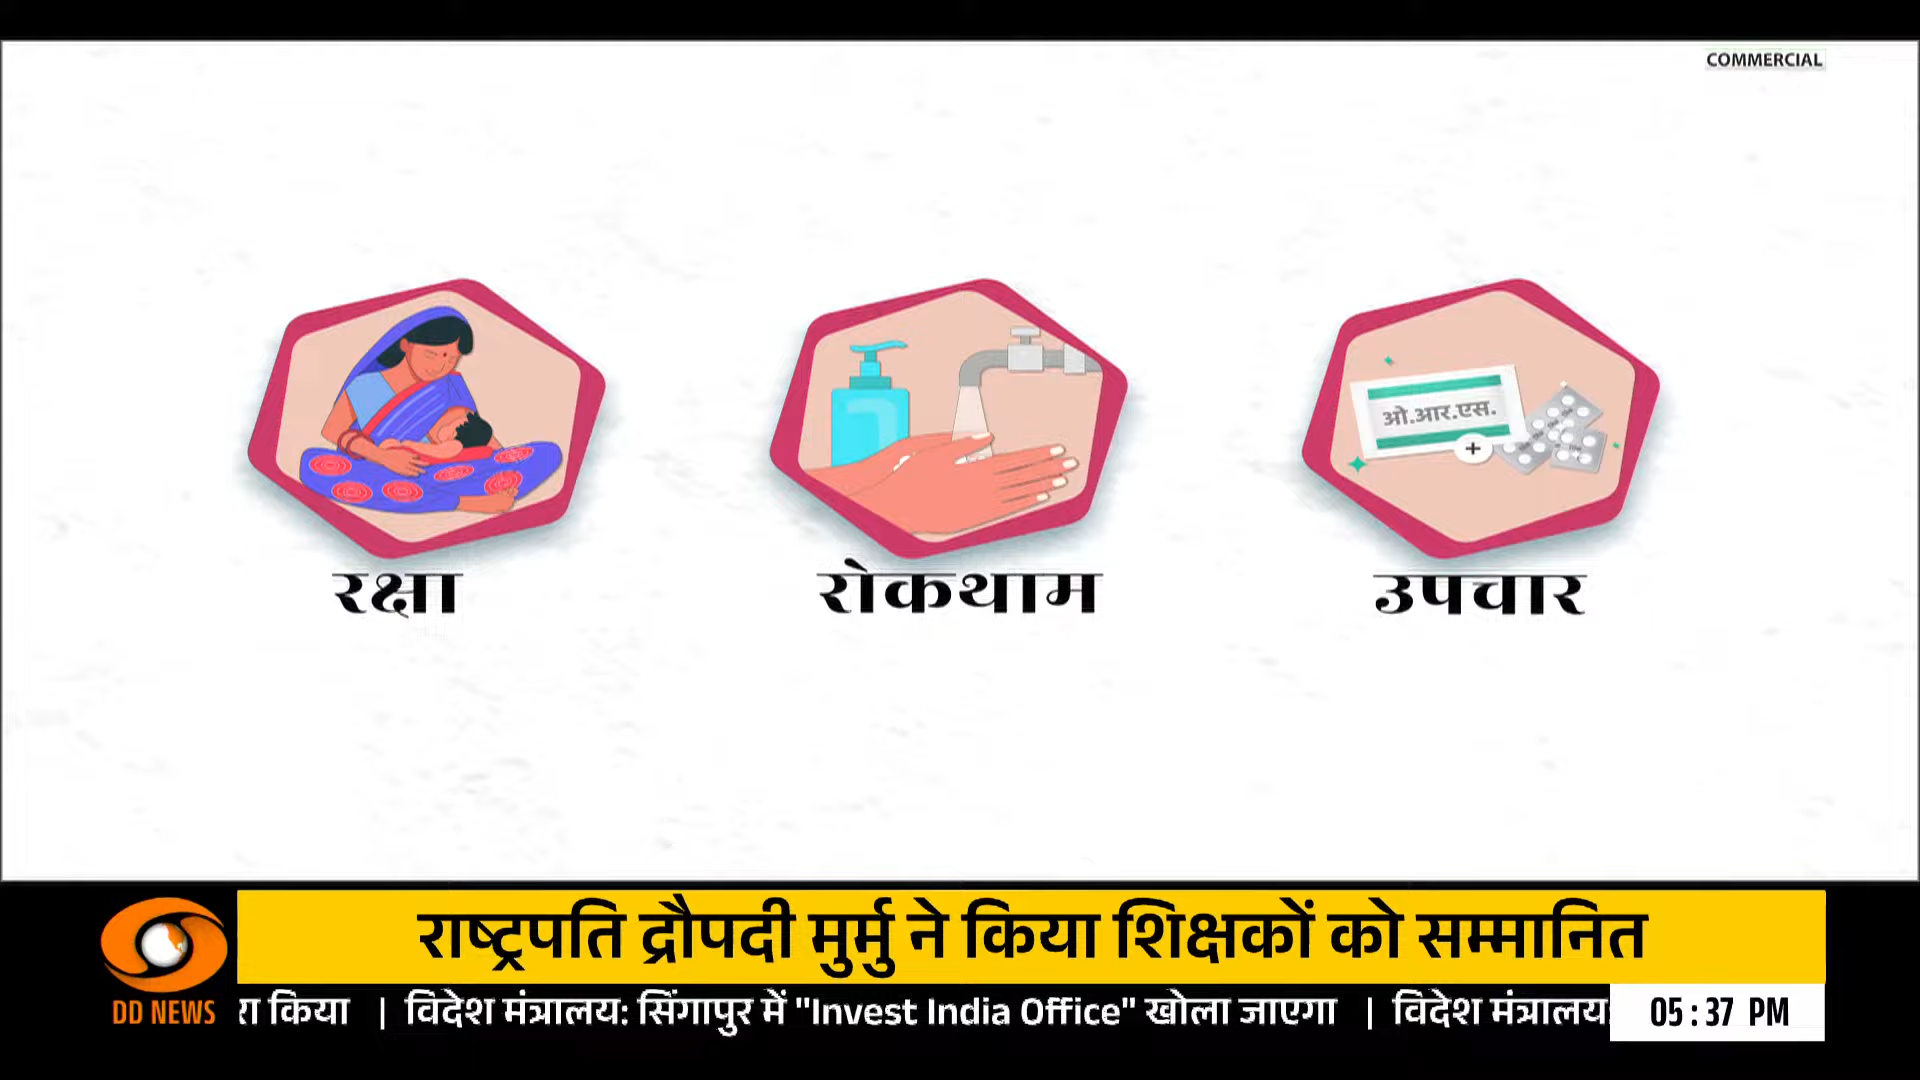 COMMERCIAL
ओ.आर.एस.
रक्षा
रोकथाम
उपचार
राष्ट्रपति द्रौपदी मुर्मु ने किया शिक्षकों को सम्मानित
DD NEWS
किया | विदेश मंत्रालय: सिंगापुर में "Invest India Office" खोला जाएगा | विदेश मंत्रालय:
05:37 PM